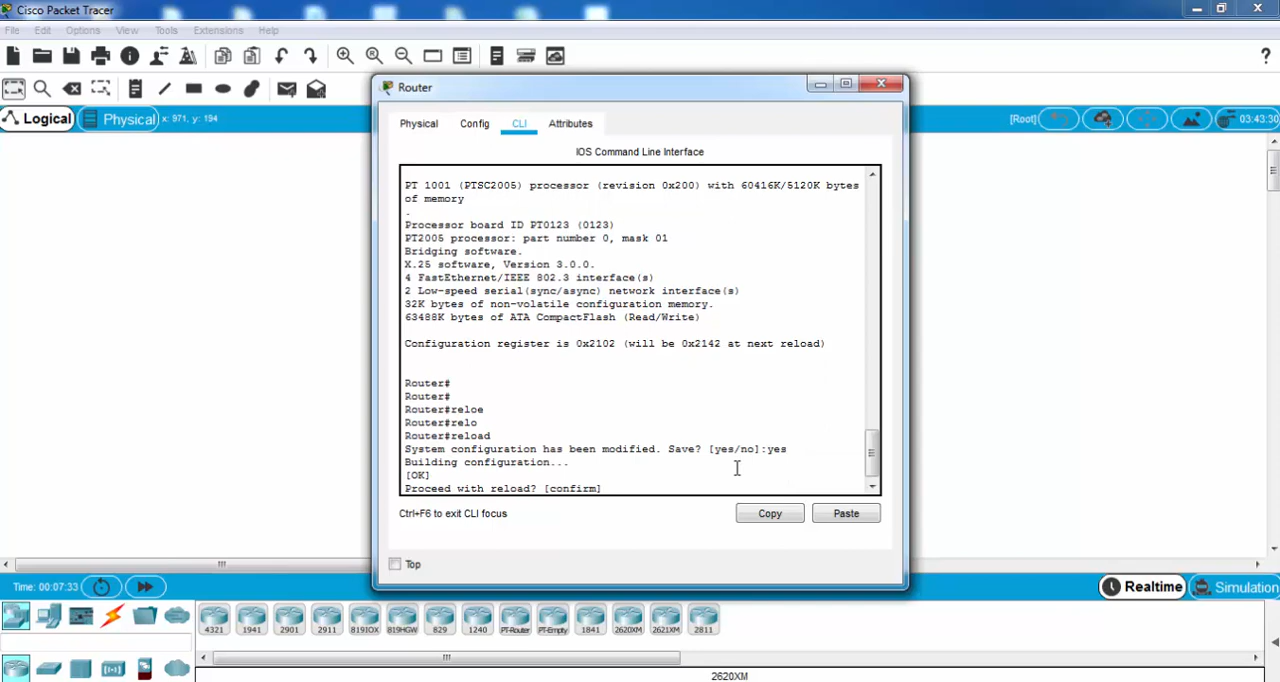 Cisco Packet Tracer
File Edit Options View Tools Extensions Help
?
Logical Physical x: 971, y: 194 [Root] 03:43:30
Router
Physical Config CLI Attributes
IOS Command Line Interface
PT 1001 (PTSC2005) processor (revision 0x200) with 60416K/5120K bytes
of memory
.
Processor board ID PT0123 (0123)
PT2005 processor: part number 0, mask 01
Bridging software.
X.25 software, Version 3.0.0.
4 FastEthernet/IEEE 802.3 interface(s)
2 Low-speed serial(sync/async) network interface(s)
32K bytes of non-volatile configuration memory.
63488K bytes of ATA CompactFlash (Read/Write)
Configuration register is 0x2102 (will be 0x2142 at next reload)
Router#
Router#
Router#reloe
Router#relo
Router#reload
System configuration has been modified. Save? [yes/no]:yes
Building configuration...
[OK]
Proceed with reload? [confirm]
Ctrl+F6 to exit CLI focus
Copy Paste
Top
Time: 00:07:33 Realtime Simulation
4321 1941 2901 2911 819IOX 819HGW 829 1240 PT-Router PT-Empty 1841 2620XM 2621XM 2811
2620XM